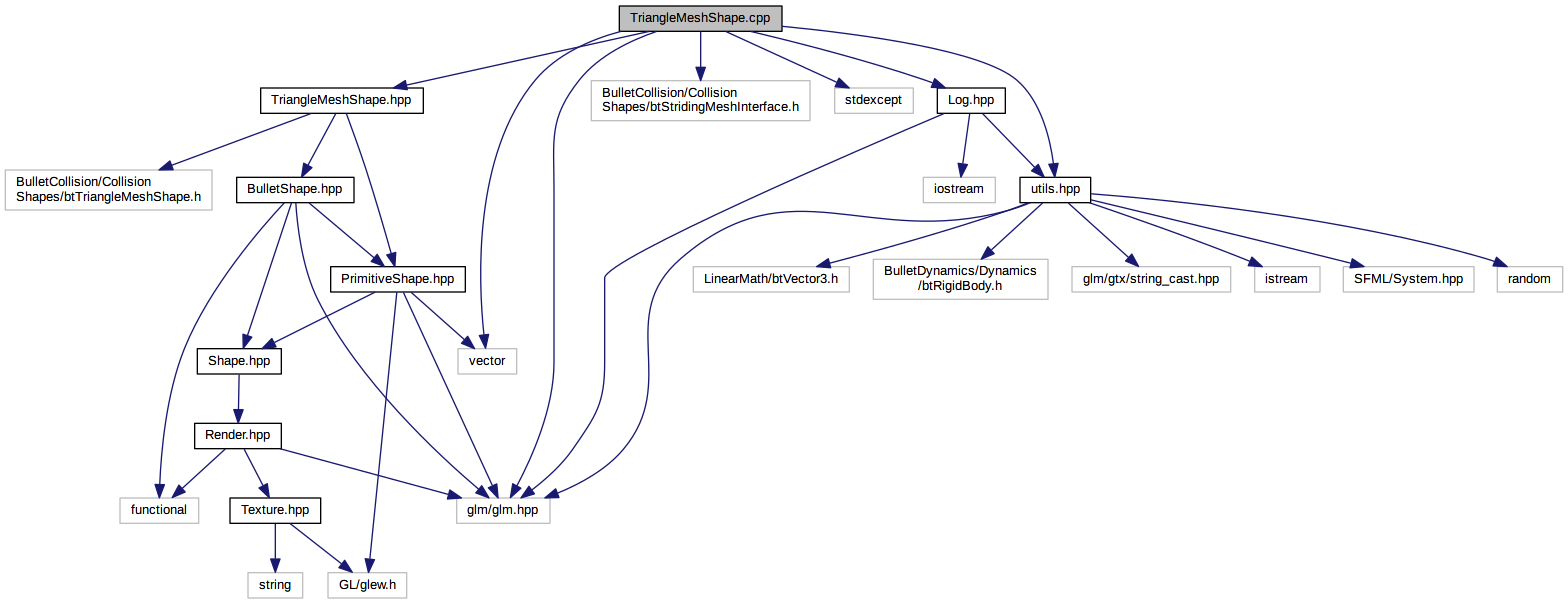 TriangleMeshShape.cpp
TriangleMeshShape.hpp
BulletCollision/Collision
Shapes/btStridingMeshInterface.h
stdexcept
Log.hpp
BulletCollision/Collision
Shapes/btTriangleMeshShape.h
BulletShape.hpp
iostream
utils.hpp
PrimitiveShape.hpp
LinearMath/btVector3.h
BulletDynamics/Dynamics
/btRigidBody.h
glm/gtx/string_cast.hpp
istream
SFML/System.hpp
random
Shape.hpp
vector
Render.hpp
functional
Texture.hpp
glm/glm.hpp
string
GL/glew.h